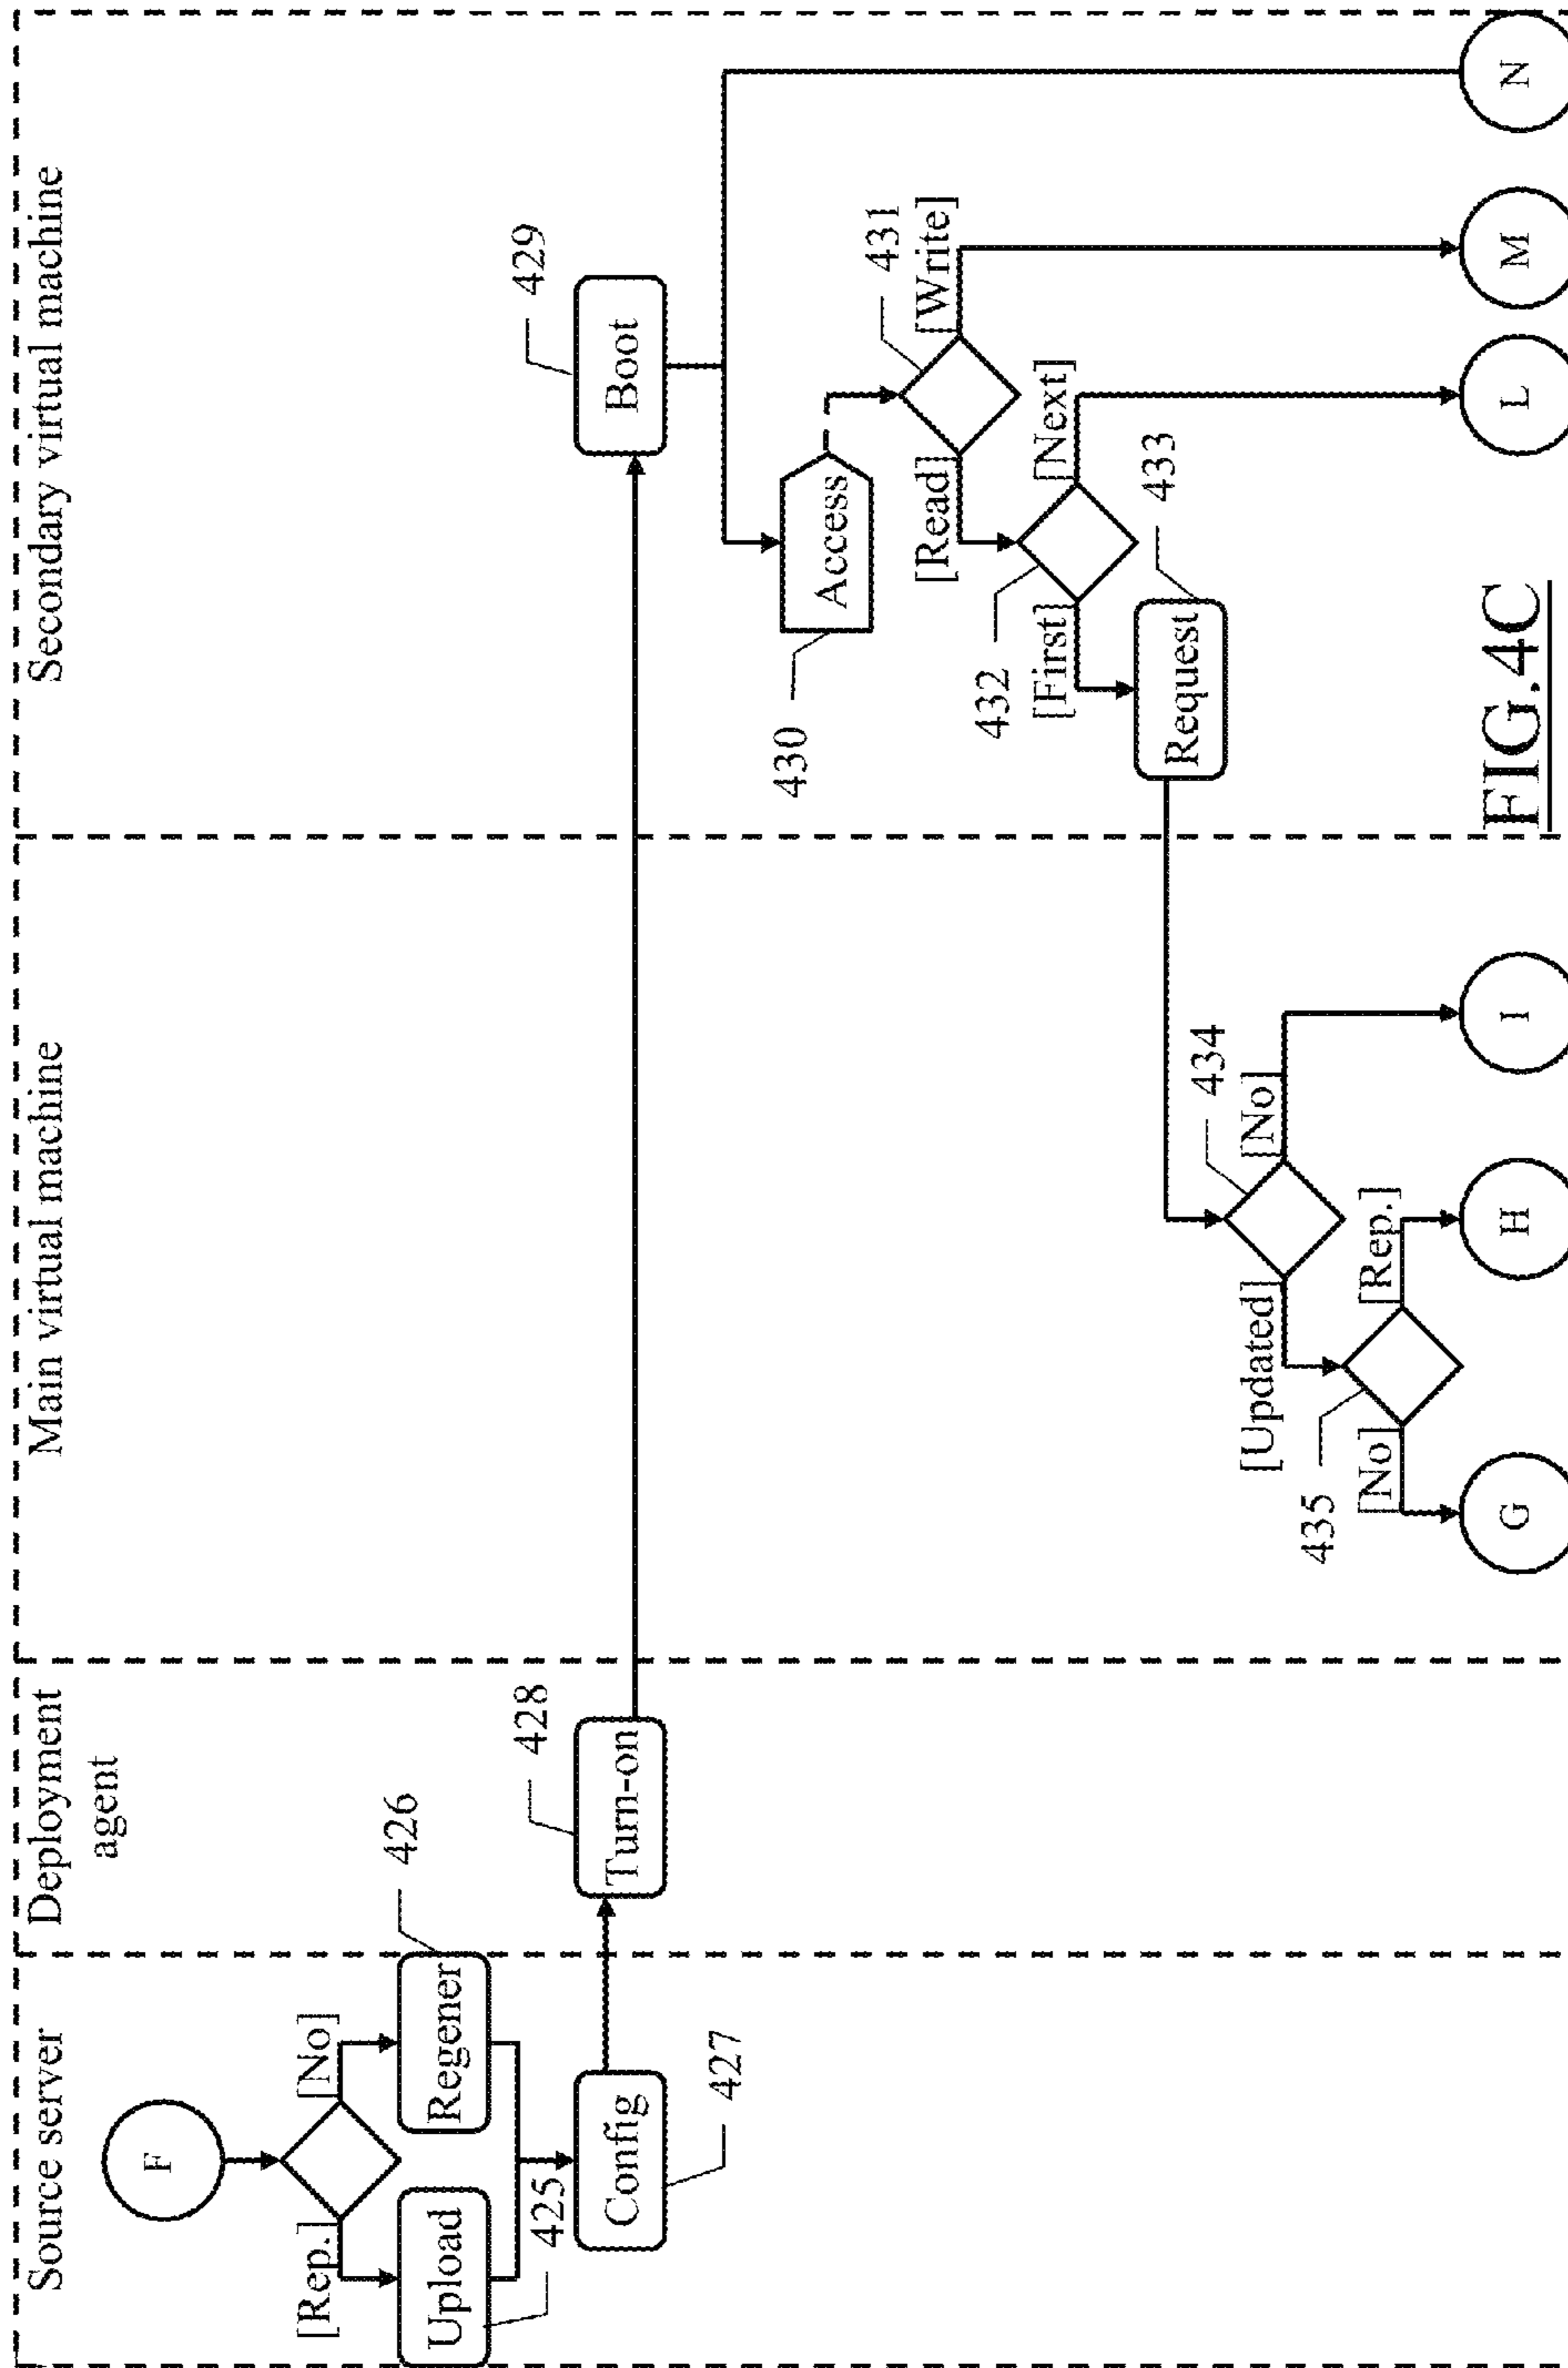 Source server
Deployment
agent
Main virtual machine
Secondary virtual machine
F
[Rep.]
[No]
Upload
Regener
426
425
Config
427
Turn-on
428
Boot
429
Access
430
431
[Read]
[Write]
432
[First]
[Next]
Request
433
434
[Updated]
[No]
435
[No]
[Rep.]
G
H
I
L
M
N
FIG.4C